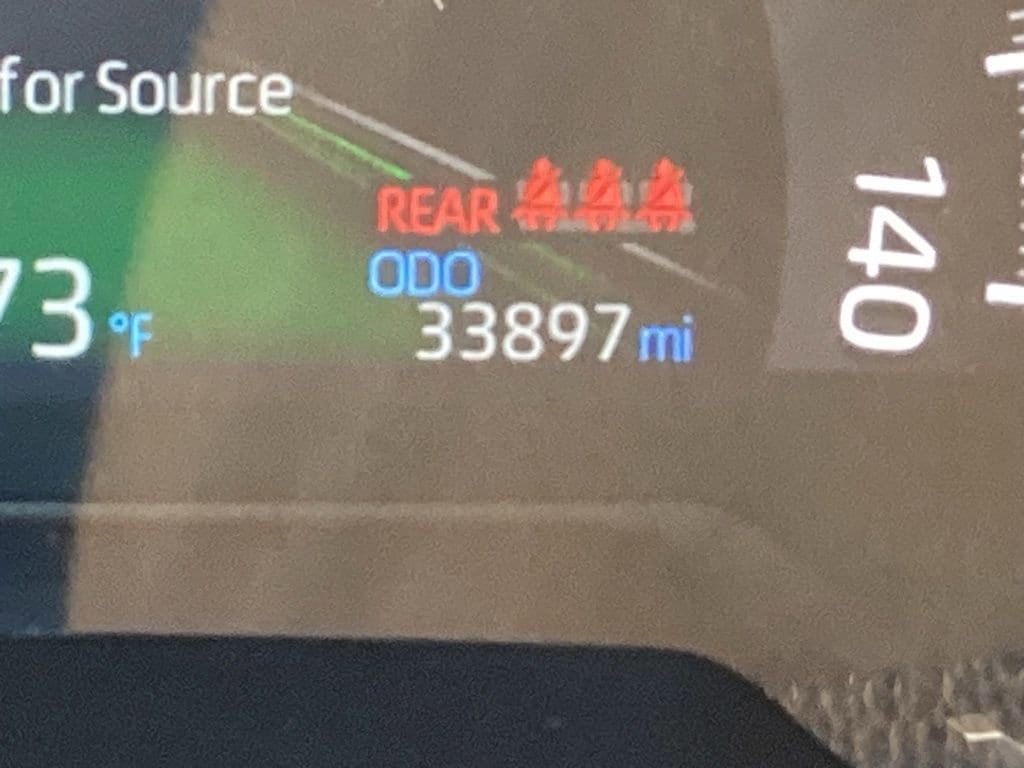 for Source
REAR
ODO
73 °F
33897 mi
140